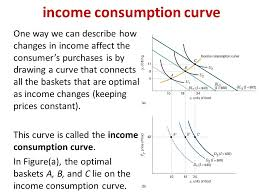 income consumption curve
One way we can describe how
changes in income affect the
consumer's purchases is by
drawing a curve that connects
all the baskets that are optimal
as income changes (keeping
prices constant).
This curve is called the income
consumption curve.
In Figure(a), the optimal
baskets A, B, and C lie on the
income consumption curve.
Income consumption curve